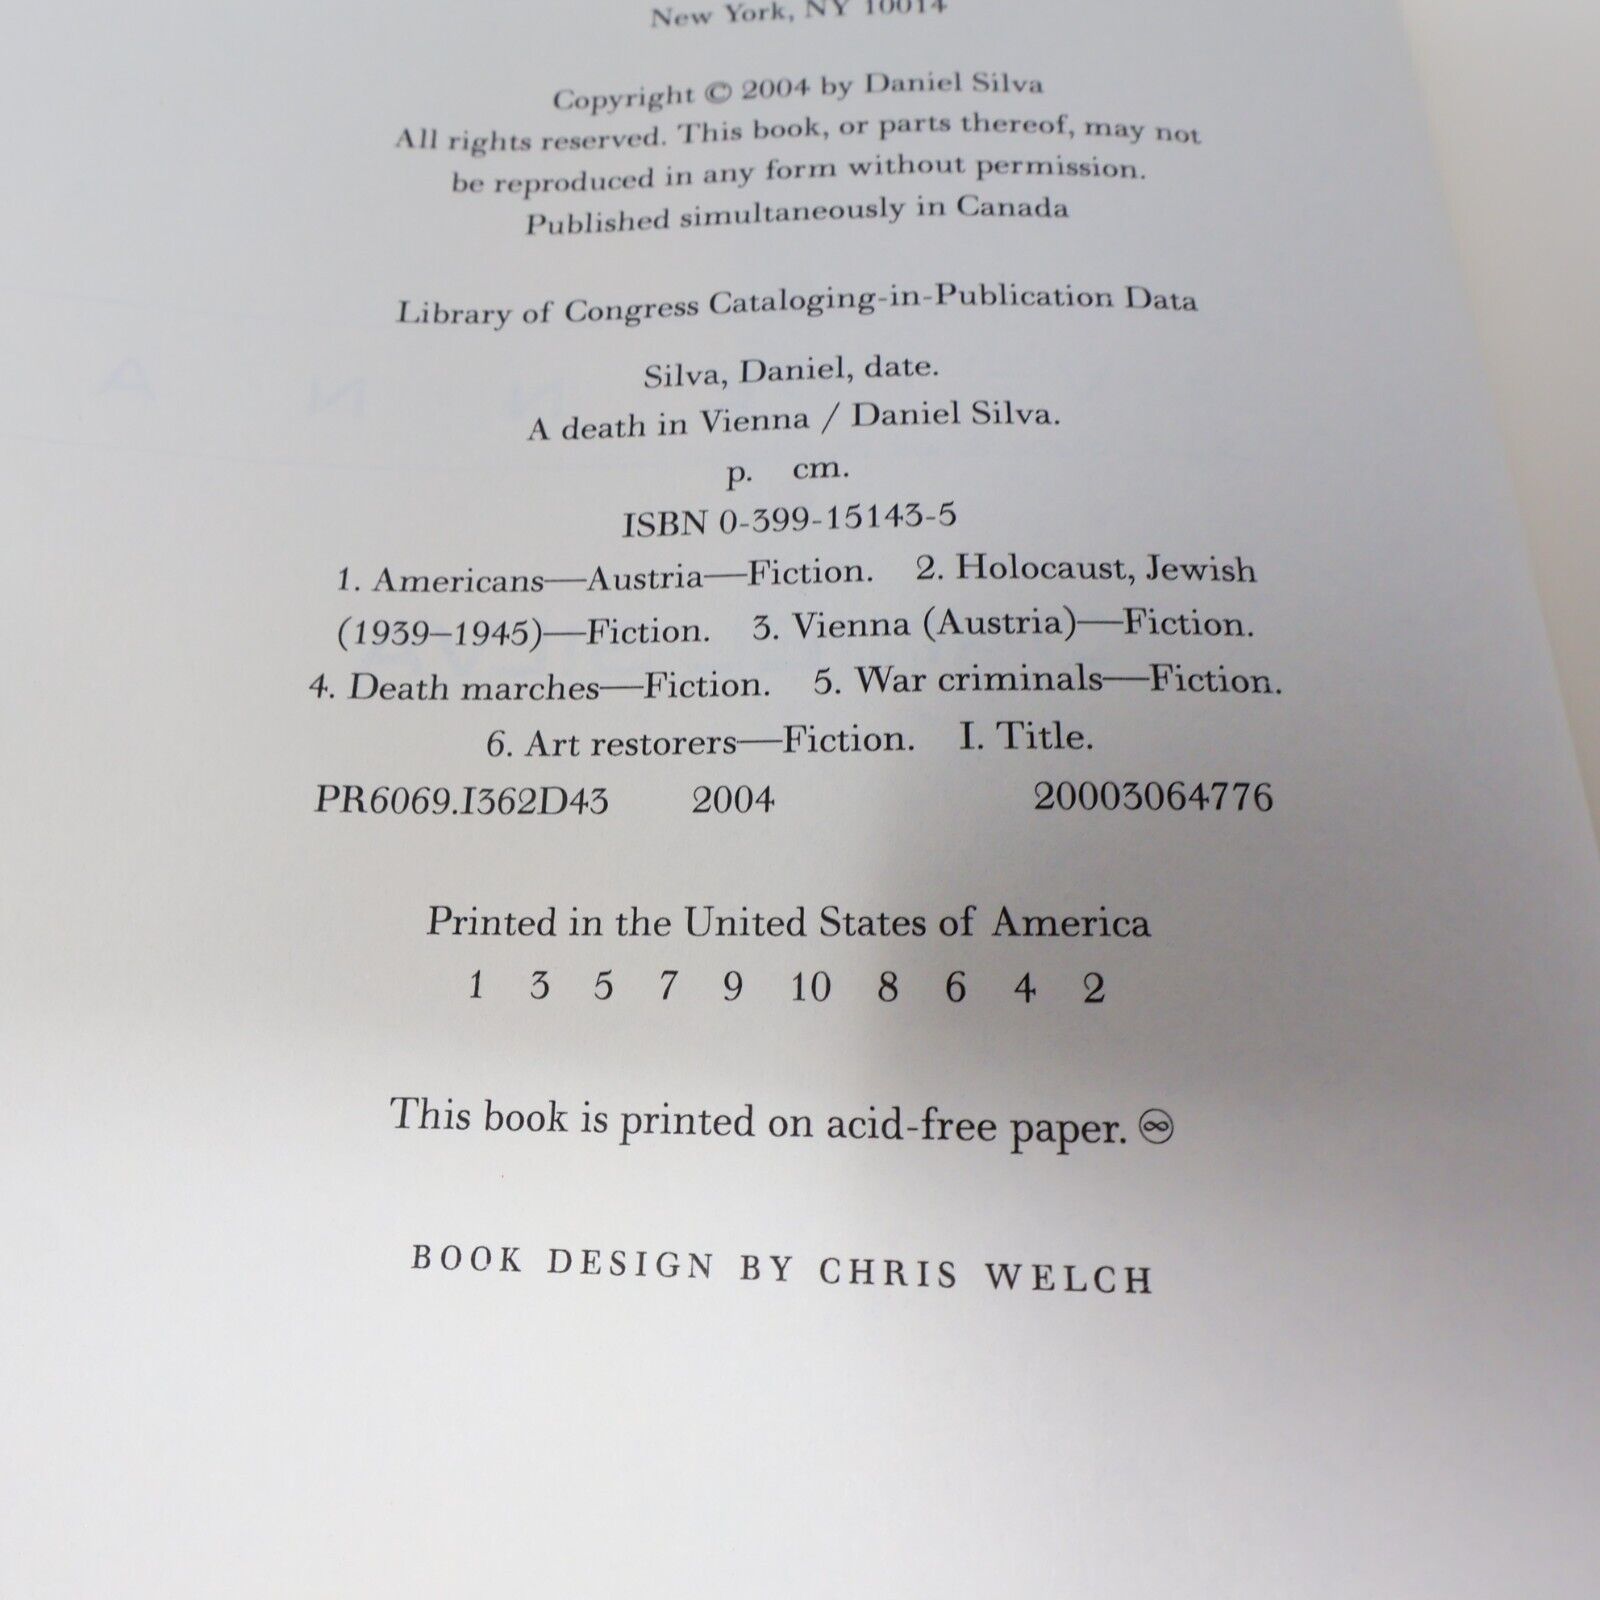 New York, NY 10014
Copyright © 2004 by Daniel Silva
All rights reserved. This book, or parts thereof, may not
be reproduced in any form without permission.
Published simultaneously in Canada
Library of Congress Cataloging-in-Publication Data
Silva, Daniel, date.
A death in Vienna / Daniel Silva.
p. cm.
ISBN 0-399-15143-5
1. Americans—Austria—Fiction. 2. Holocaust, Jewish
(1939–1945)—Fiction. 3. Vienna (Austria)—Fiction.
4. Death marches—Fiction. 5. War criminals—Fiction.
6. Art restorers—Fiction. I. Title.
PR6069.I362D43 2004 20003064776
Printed in the United States of America
1 3 5 7 9 10 8 6 4 2
This book is printed on acid-free paper. ♾
BOOK DESIGN BY CHRIS WELCH